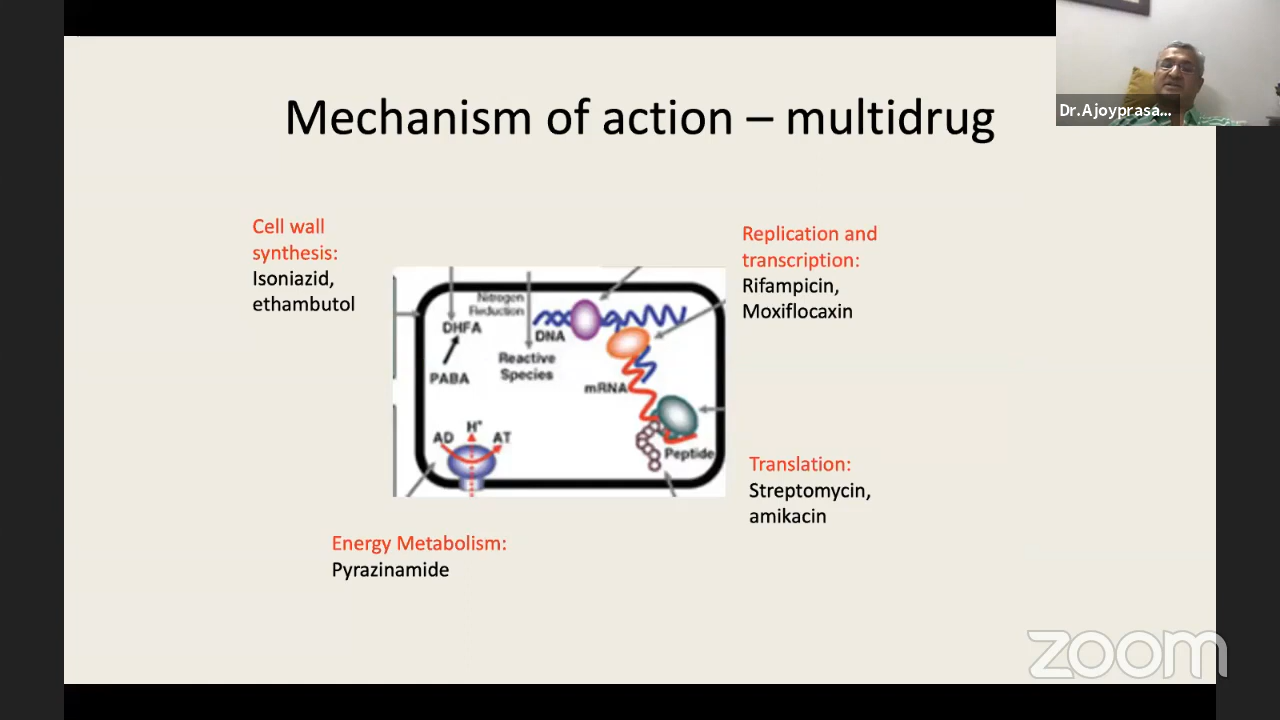 Mechanism of action – multidrug
Dr.Ajoyprasa...
Cell wall
synthesis:
Isoniazid,
ethambutol
Replication and
transcription:
Rifampicin,
Moxiflocaxin
Nitrogen
Reduction
DHFA
DNA
Reactive
Species
PABA
mRNA
H+
AD
AT
Peptide
Translation:
Streptomycin,
amikacin
Energy Metabolism:
Pyrazinamide
zoom